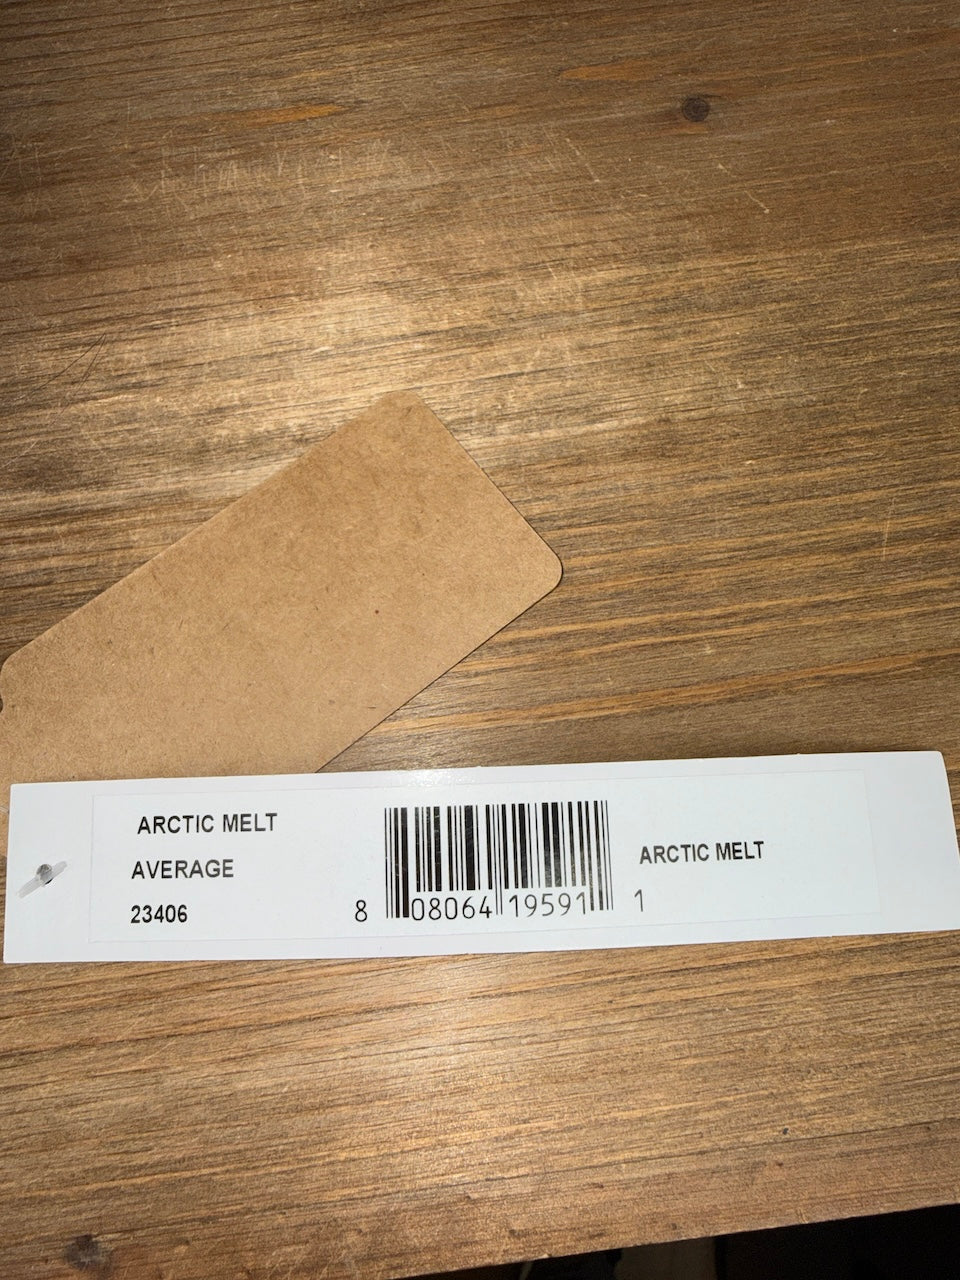 ARCTIC MELT
AVERAGE
23406
8 08064 19591 1
ARCTIC MELT